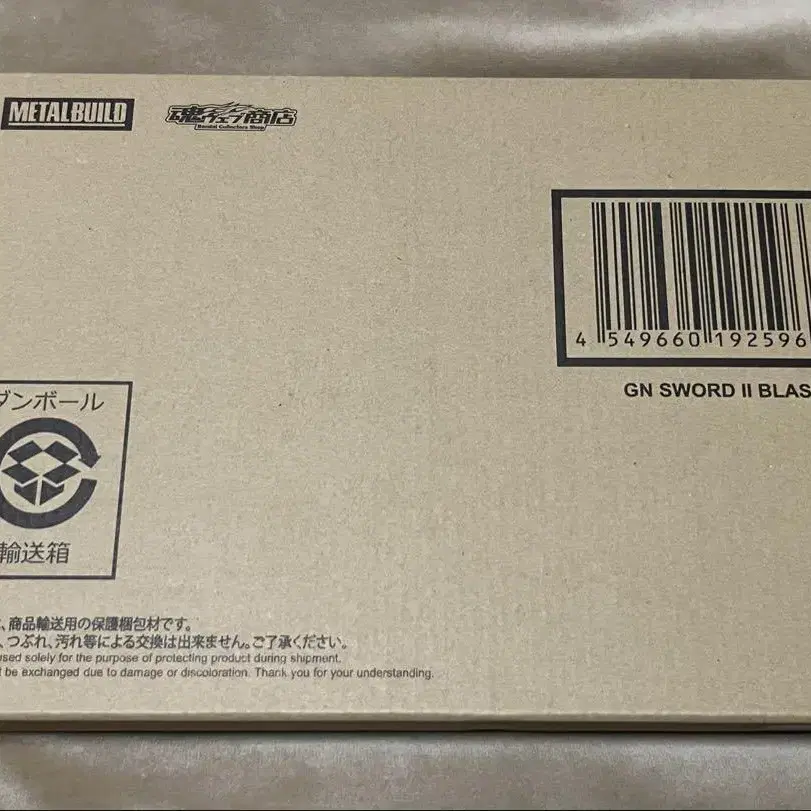 METALBUILD
魂ウェブ商店
Bandai Collectors Shop
4 549660 192596
GN SWORD II BLAS
ダンボール
輸送箱
、商品輸送用の保護梱包材です。
、つぶれ、汚れ等による交換は出来ません。ご了承ください。
used solely for the purpose of protecting product during shipment.
t be exchanged due to damage or discoloration. Thank you for your understanding.